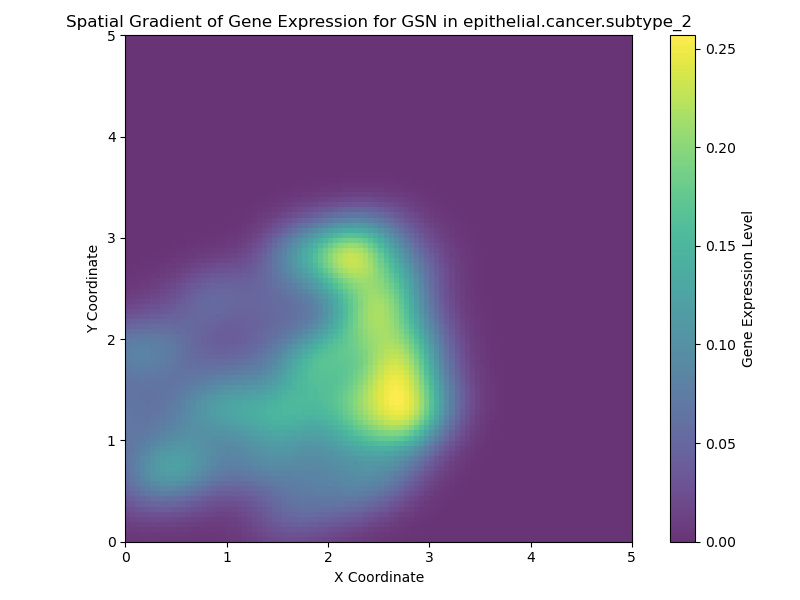 Spatial Gradient of Gene Expression for GSN in epithelial.cancer.subtype_2
5
4
3
2
1
0
Y Coordinate
0 1 2 3 4 5
X Coordinate
0.25
0.20
0.15
0.10
0.05
0.00
Gene Expression Level